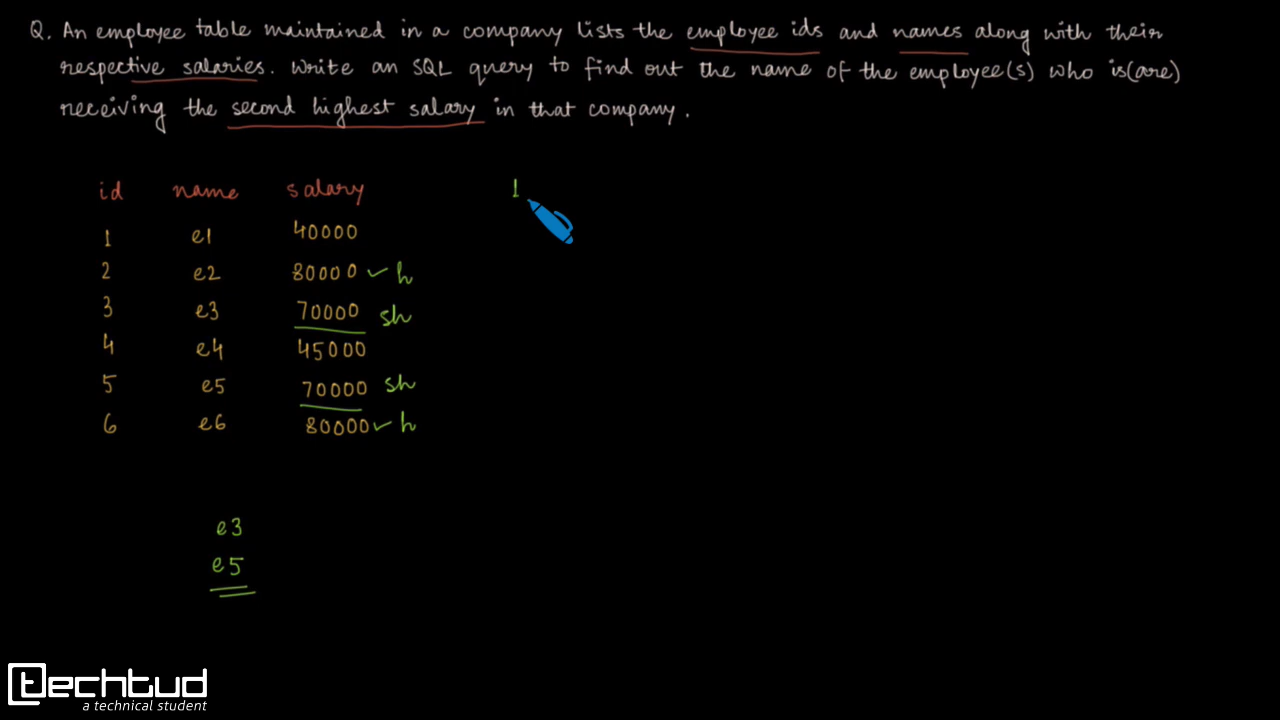 Q. An employee table maintained in a company lists the employee ids and names along with their
respective salaries. Write an SQL query to find out the name of the employee(s) who is(are)
receiving the second highest salary in that company.
id name salary 1
1 e1 40000
2 e2 80000 ✓ h
3 e3 70000 sh
4 e4 45000
5 e5 70000 sh
6 e6 80000 ✓ h
e3
e5
techtud
a technical student